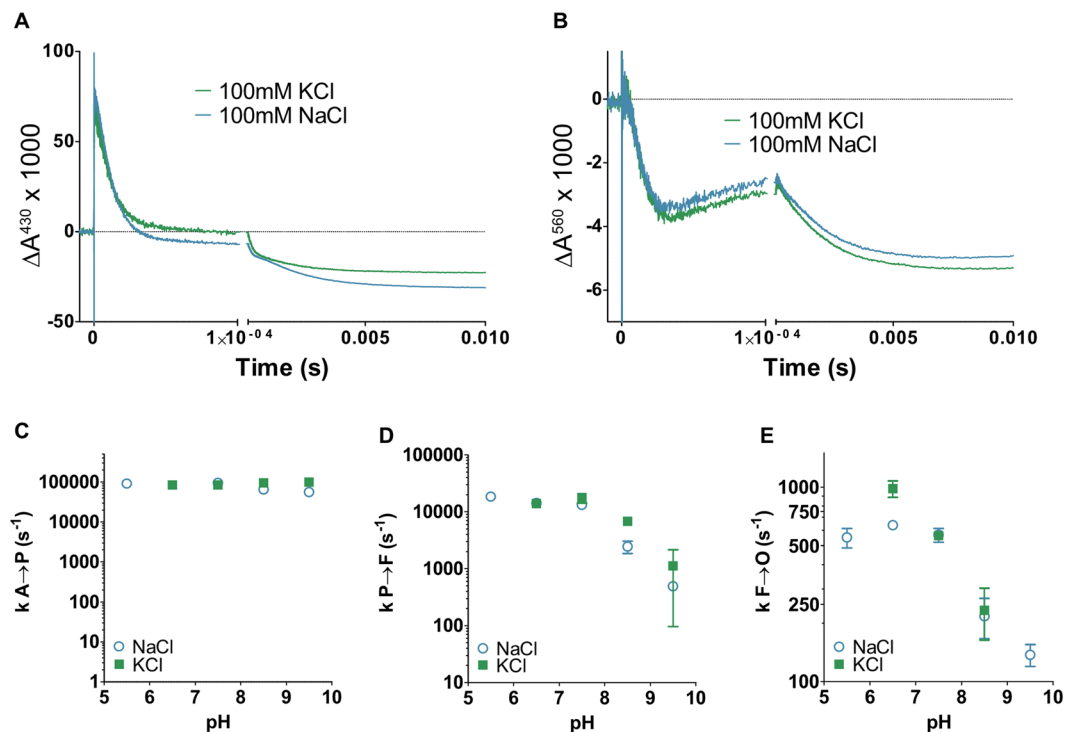 A
100
50
0
-50
ΔA⁴³⁰ x 1000
100mM KCl
100mM NaCl
0
1×10⁻⁰⁴
0.005
0.010
Time (s)
B
0
-2
-4
-6
ΔA⁵⁶⁰ x 1000
100mM KCl
100mM NaCl
0
1×10⁻⁰⁴
0.005
0.010
Time (s)
C
100000
10000
1000
100
10
1
k A→P (s⁻¹)
NaCl
KCl
5 6 7 8 9 10
pH
D
100000
10000
1000
100
10
k P→F (s⁻¹)
NaCl
KCl
5 6 7 8 9 10
pH
E
1000
750
500
250
100
k F→O (s⁻¹)
NaCl
KCl
5 6 7 8 9 10
pH